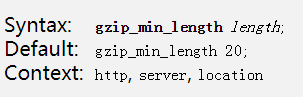 Syntax: gzip_min_length length;
Default: gzip_min_length 20;
Context: http, server, location